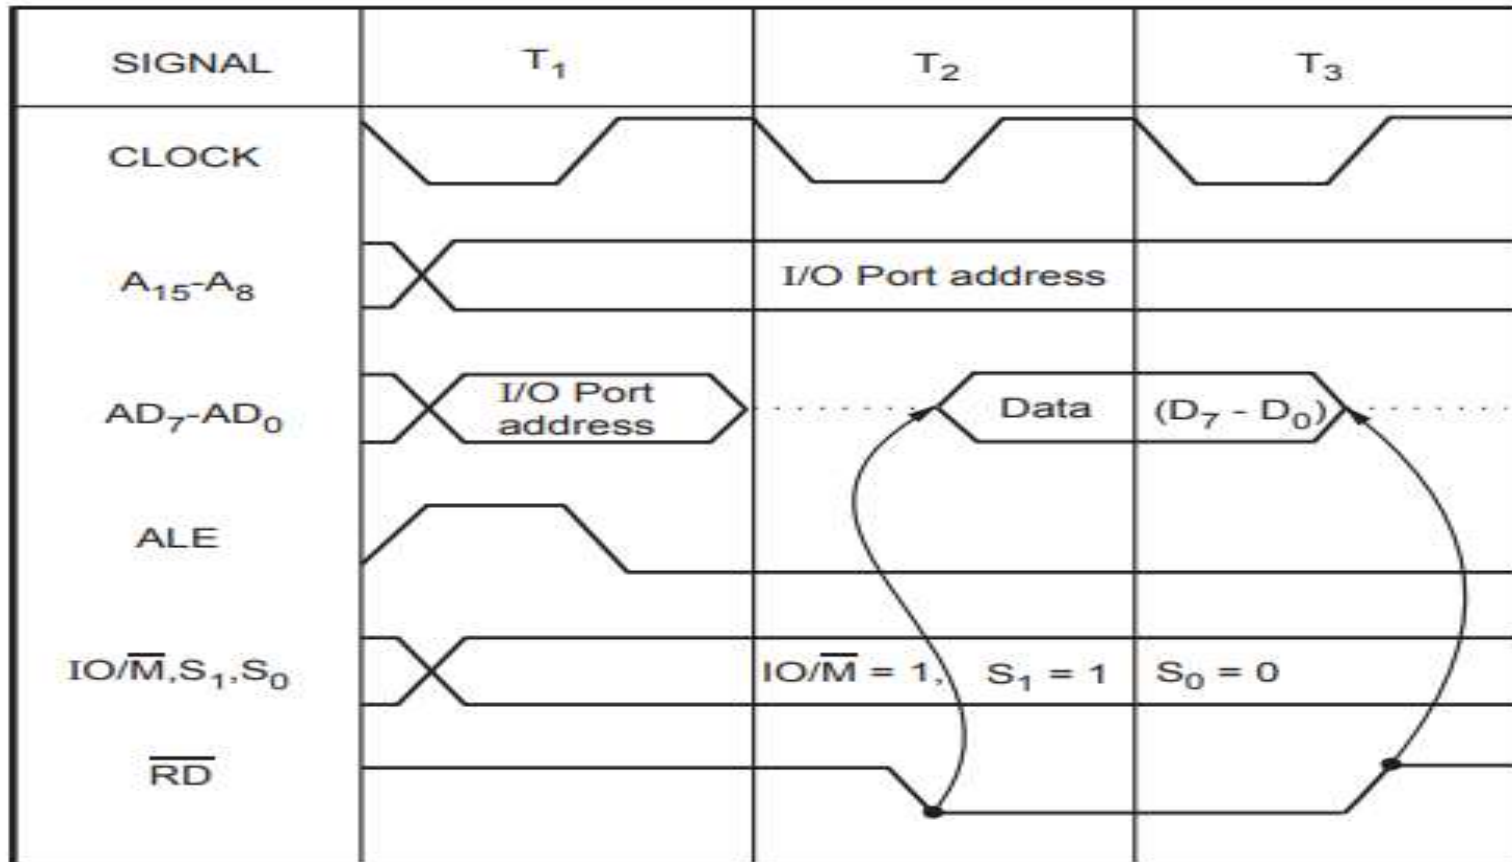 SIGNAL T₁ T₂ T₃
CLOCK
A₁₅-A₈ I/O Port address
AD₇-AD₀ I/O Port address Data (D₇ - D₀)
ALE
IO/M̅,S₁,S₀ IO/M̅ = 1, S₁ = 1 S₀ = 0
R̅D̅